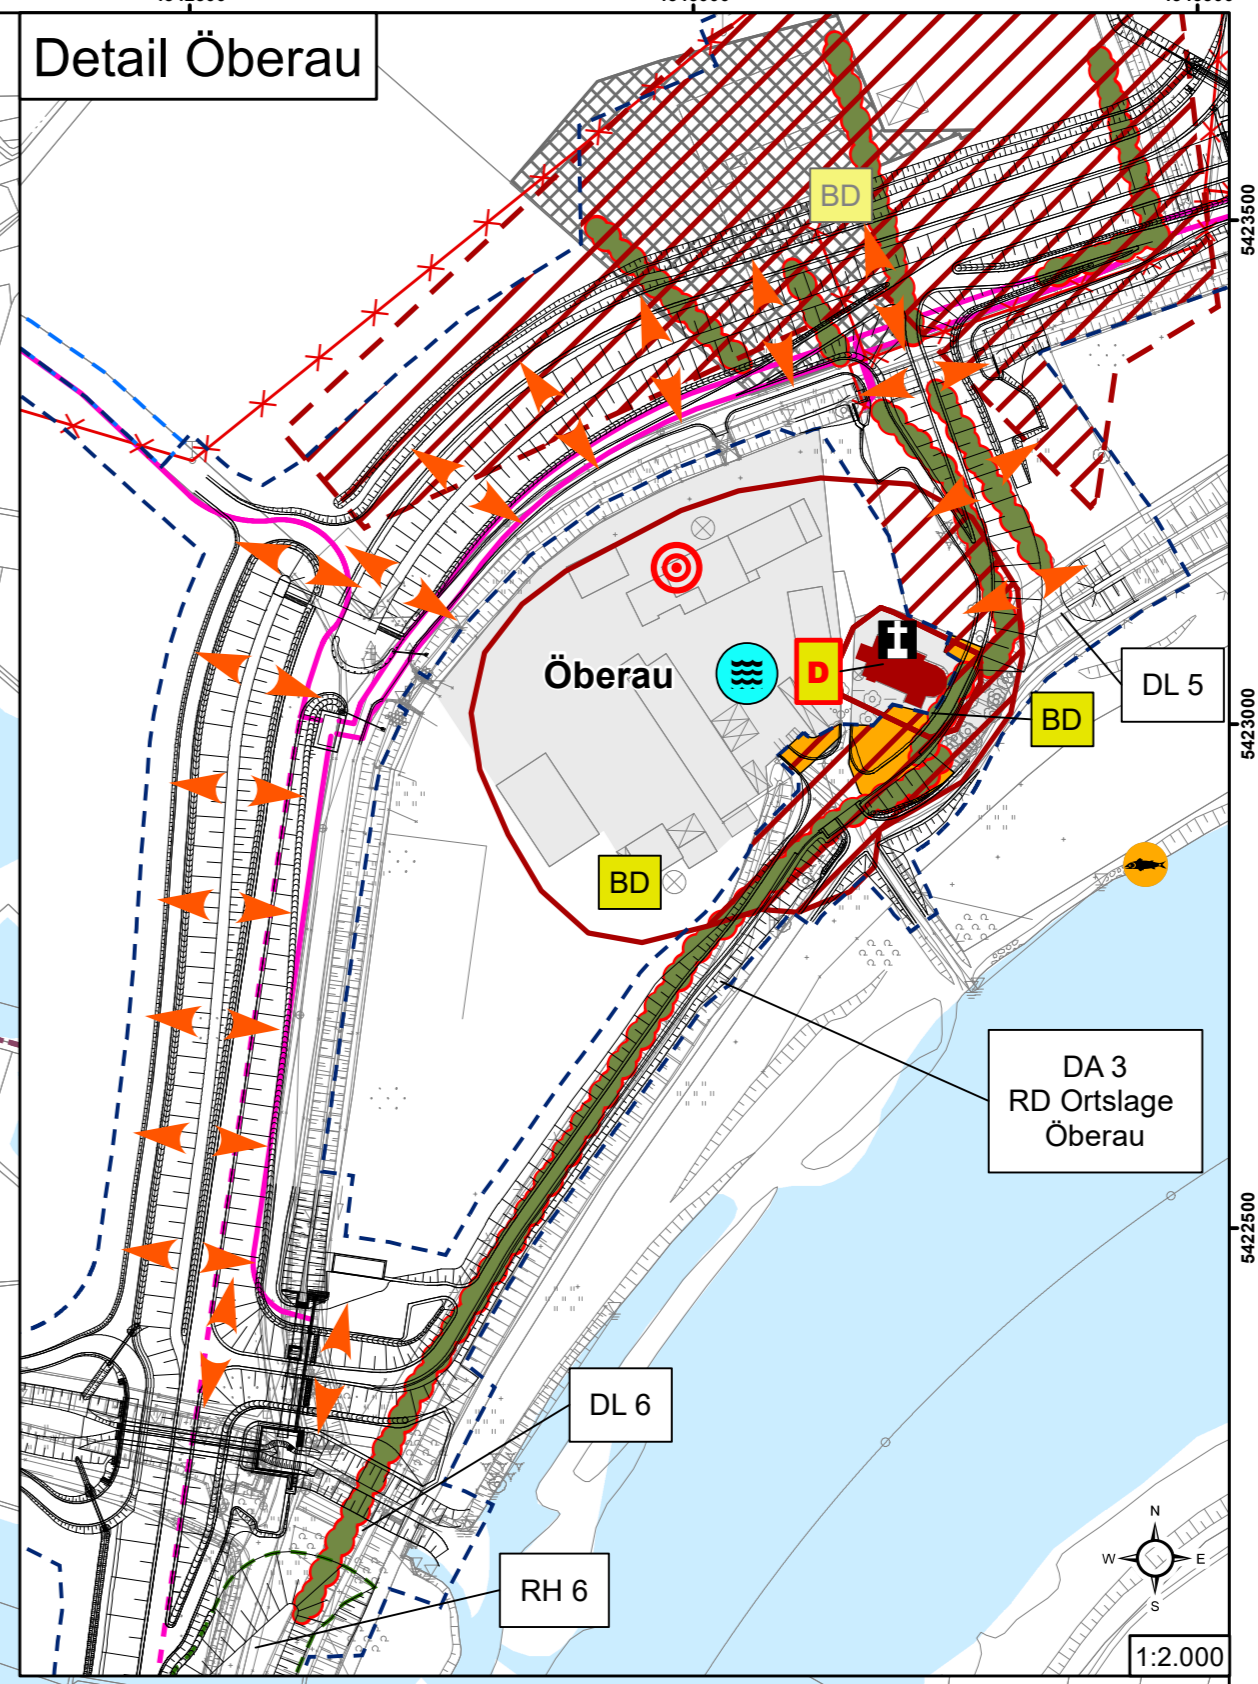 Detail Öberau
BD
5423500
Öberau
D
DL 5
BD
5423000
BD
DA 3
RD Ortslage
Öberau
5422500
DL 6
RH 6
N
W E
S
1:2.000